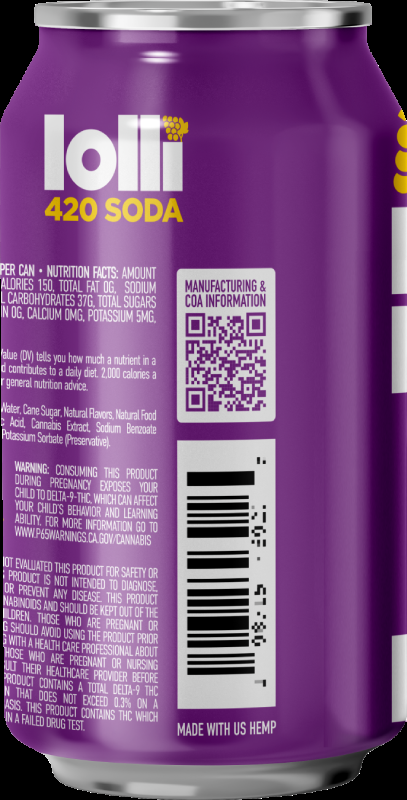 lolli
420 SODA
PER CAN • NUTRITION FACTS: AMOUNT
CALORIES 150, TOTAL FAT 0G, SODIUM
CARBOHYDRATES 37G, TOTAL SUGARS
0G, CALCIUM 0MG, POTASSIUM 5MG,
Value (DV) tells you how much a nutrient in a
contributes to a daily diet. 2,000 calories a
general nutrition advice.
Water, Cane Sugar, Natural Flavors, Natural Food
Acid, Cannabis Extract, Sodium Benzoate
Potassium Sorbate (Preservative).
WARNING: CONSUMING THIS PRODUCT
DURING PREGNANCY EXPOSES YOUR
CHILD TO DELTA-9-THC, WHICH CAN AFFECT
YOUR CHILD'S BEHAVIOR AND LEARNING
ABILITY. FOR MORE INFORMATION GO TO
WWW.P65WARNINGS.CA.GOV/CANNABIS
NOT EVALUATED THIS PRODUCT FOR SAFETY OR
PRODUCT IS NOT INTENDED TO DIAGNOSE,
OR PREVENT ANY DISEASE. THIS PRODUCT
AND SHOULD BE KEPT OUT OF THE
THOSE WHO ARE PREGNANT OR
SHOULD AVOID USING THE PRODUCT PRIOR
WITH A HEALTH CARE PROFESSIONAL ABOUT
THOSE WHO ARE PREGNANT OR NURSING
THEIR HEALTHCARE PROVIDER BEFORE
PRODUCT CONTAINS A TOTAL DELTA-9 THC
THAT DOES NOT EXCEED 0.3% ON A
THIS PRODUCT CONTAINS THC WHICH
IN A FAILED DRUG TEST.
MANUFACTURING &
COA INFORMATION
MADE WITH US HEMP